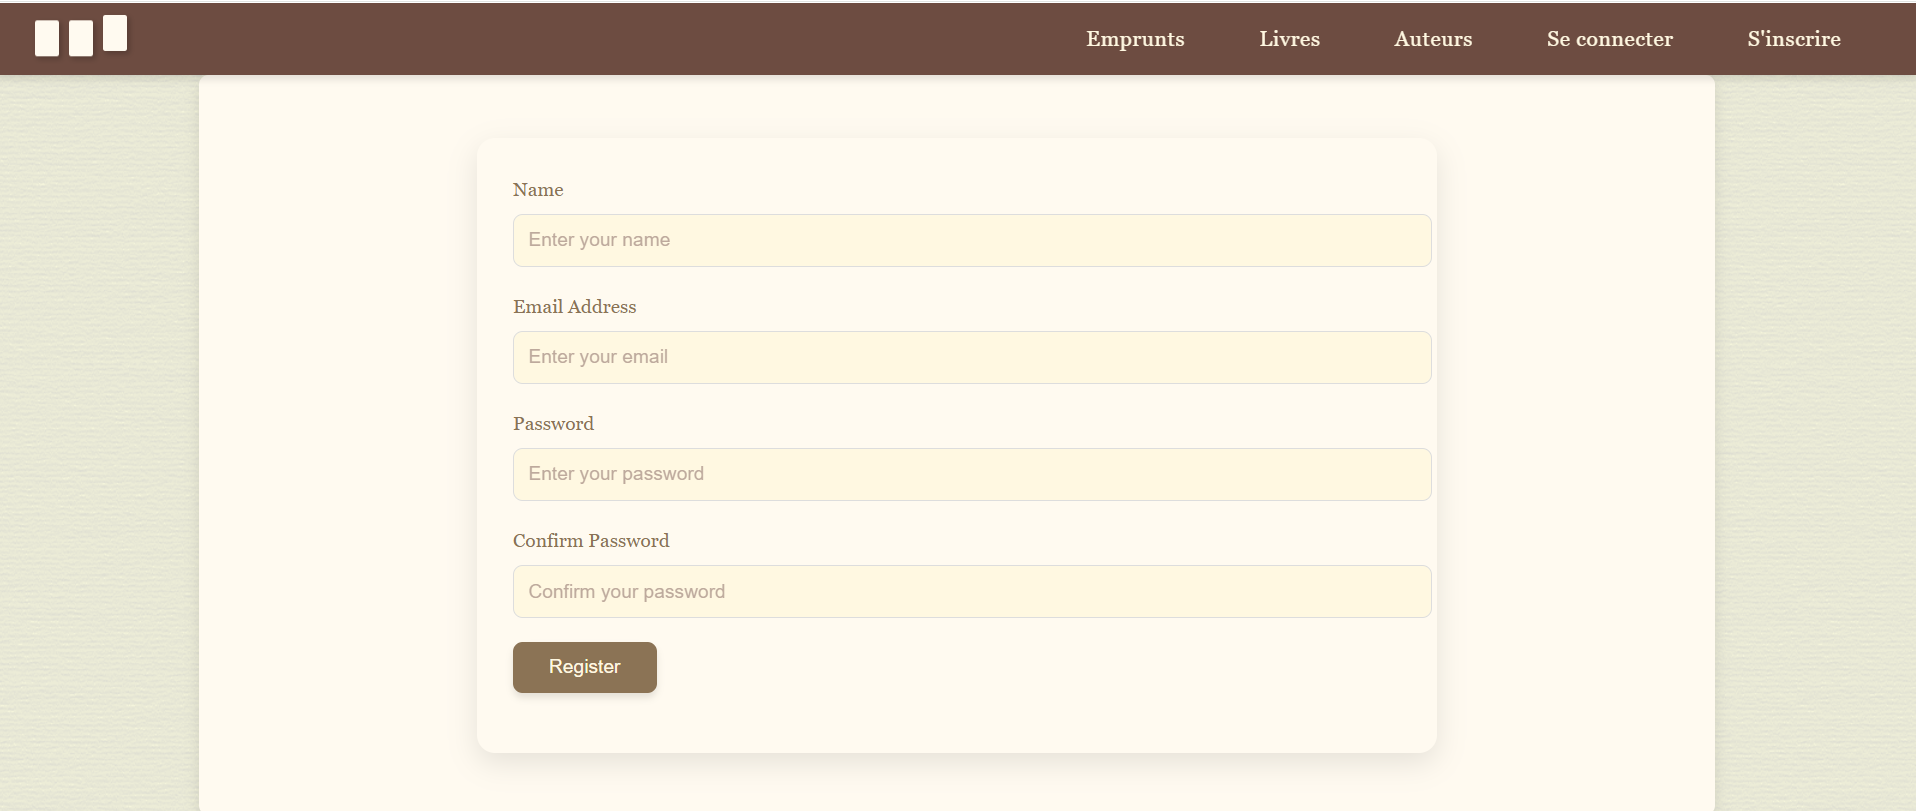 Emprunts Livres Auteurs Se connecter S'inscrire
Name
Enter your name
Email Address
Enter your email
Password
Enter your password
Confirm Password
Confirm your password
Register